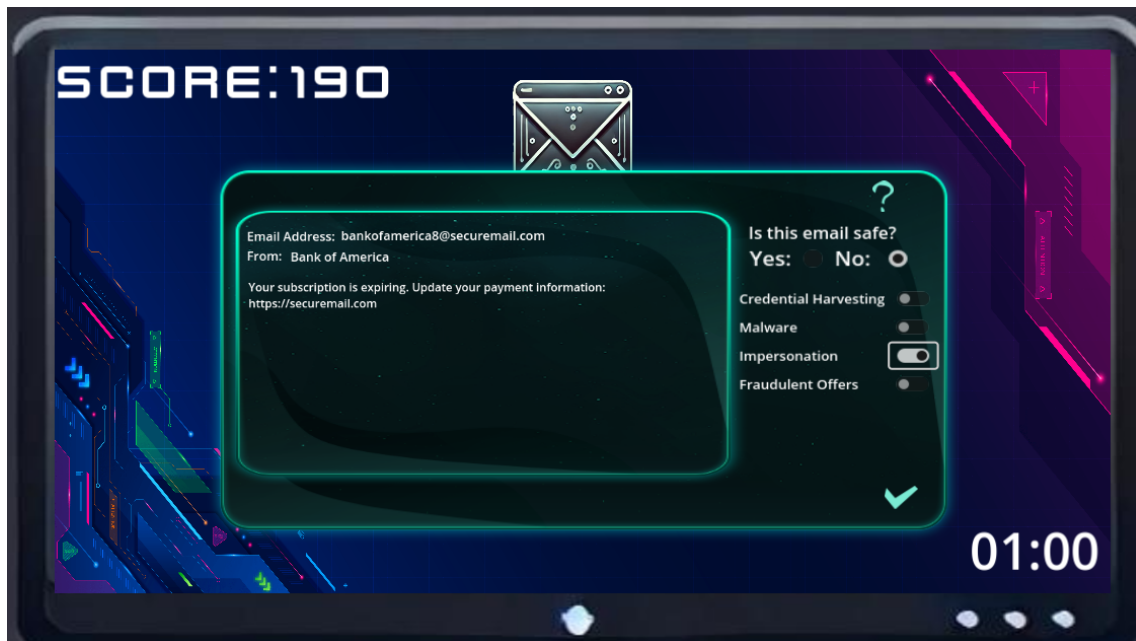 SCORE:190
Email Address: bankofamerica8@securemail.com
From: Bank of America
Your subscription is expiring. Update your payment information:
https://securemail.com
?
Is this email safe?
Yes: No:
Credential Harvesting
Malware
Impersonation
Fraudulent Offers
01:00